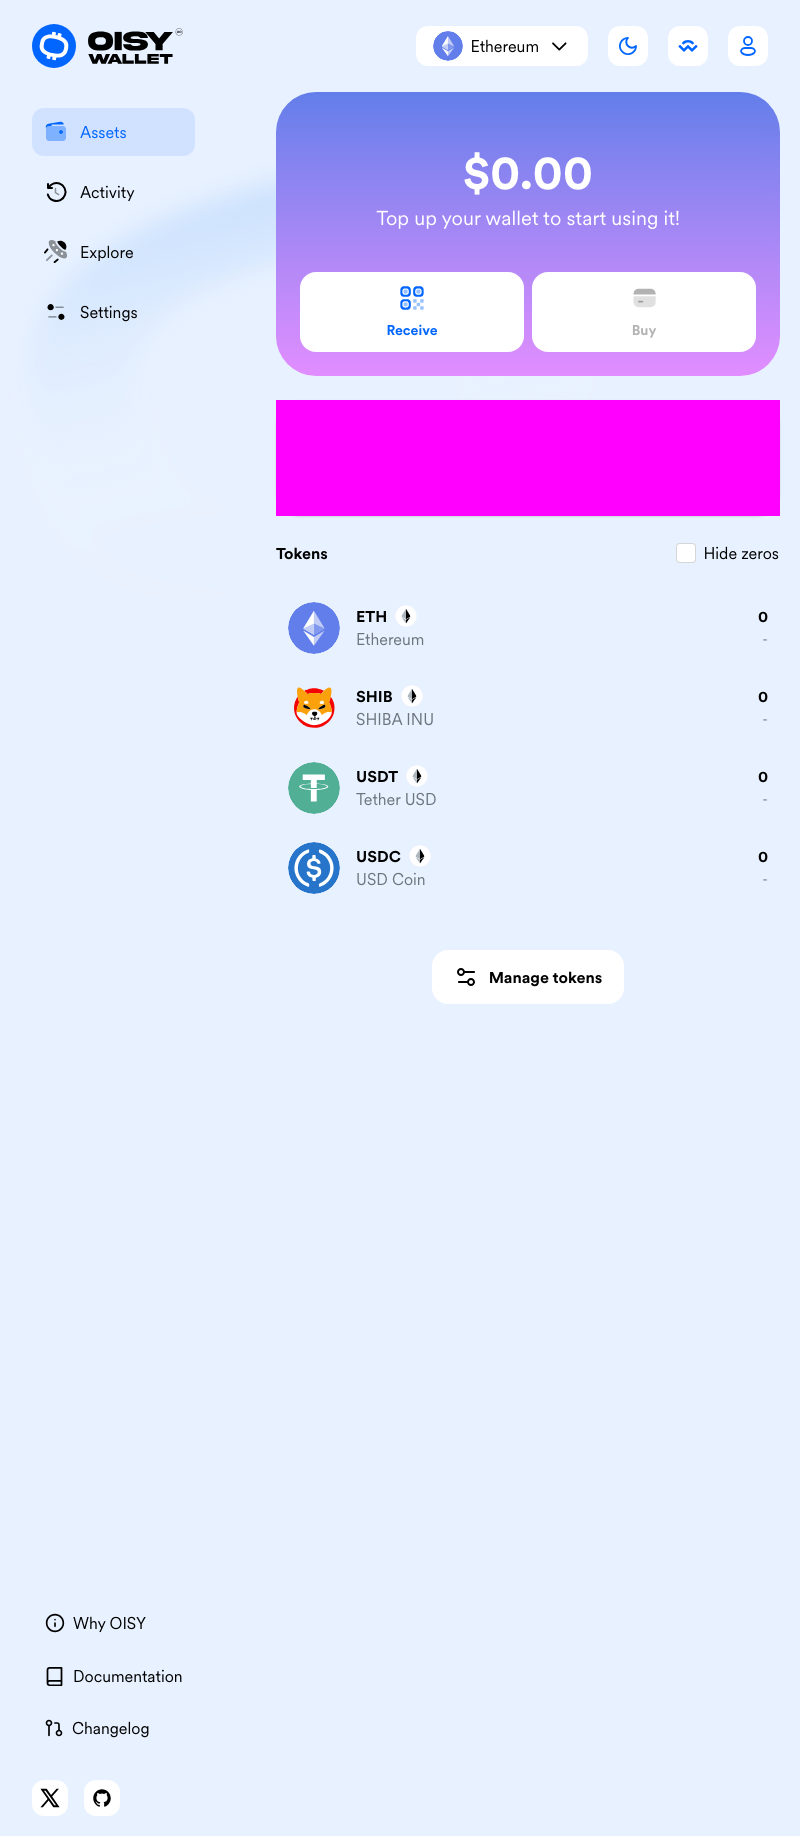 OISY
WALLET
Ethereum
Assets
Activity
Explore
Settings
$0.00
Top up your wallet to start using it!
Receive
Buy
Tokens
Hide zeros
ETH
0
Ethereum
-
SHIB
0
SHIBA INU
-
USDT
0
Tether USD
-
USDC
0
USD Coin
-
Manage tokens
Why OISY
Documentation
Changelog